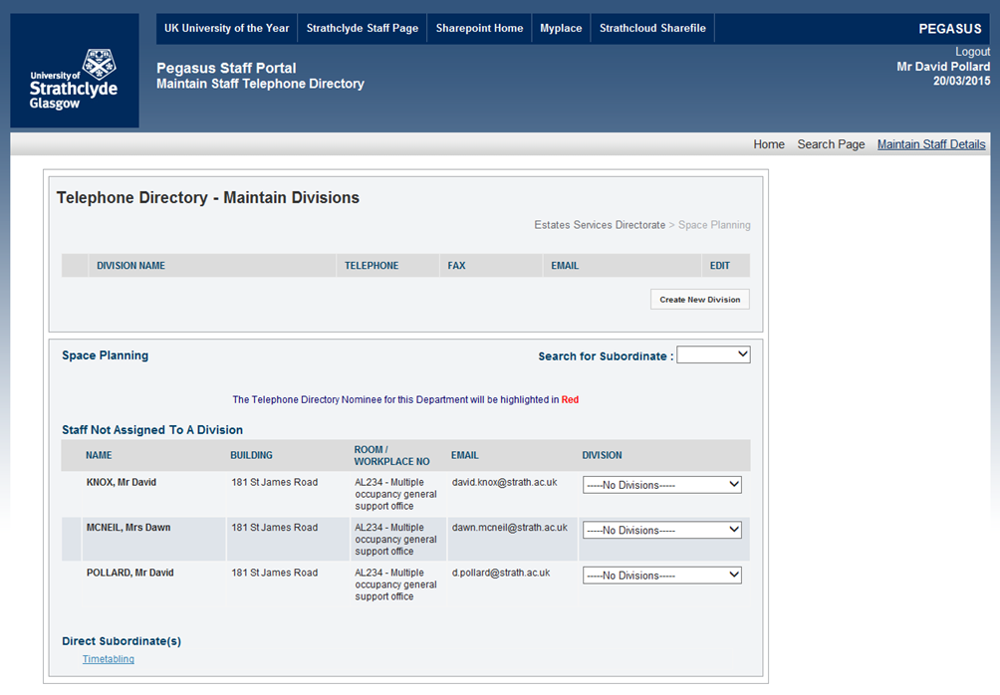 UK University of the Year
Strathclyde Staff Page
Sharepoint Home
Myplace
Strathcloud Sharefile
PEGASUS
University of
Strathclyde
Glasgow
Pegasus Staff Portal
Maintain Staff Telephone Directory
Logout
Mr David Pollard
20/03/2015
Home
Search Page
Maintain Staff Details
Telephone Directory - Maintain Divisions
Estates Services Directorate > Space Planning
DIVISION NAME
TELEPHONE
FAX
EMAIL
EDIT
Create New Division
Space Planning
Search for Subordinate :
The Telephone Directory Nominee for this Department will be highlighted in Red
Staff Not Assigned To A Division
NAME
BUILDING
ROOM /
WORKPLACE NO
EMAIL
DIVISION
KNOX, Mr David
181 St James Road
AL234 - Multiple
occupancy general
support office
david.knox@strath.ac.uk
-----No Divisions-----
MCNEIL, Mrs Dawn
181 St James Road
AL234 - Multiple
occupancy general
support office
dawn.mcneil@strath.ac.uk
-----No Divisions-----
POLLARD, Mr David
181 St James Road
AL234 - Multiple
occupancy general
support office
d.pollard@strath.ac.uk
-----No Divisions-----
Direct Subordinate(s)
Timetabling